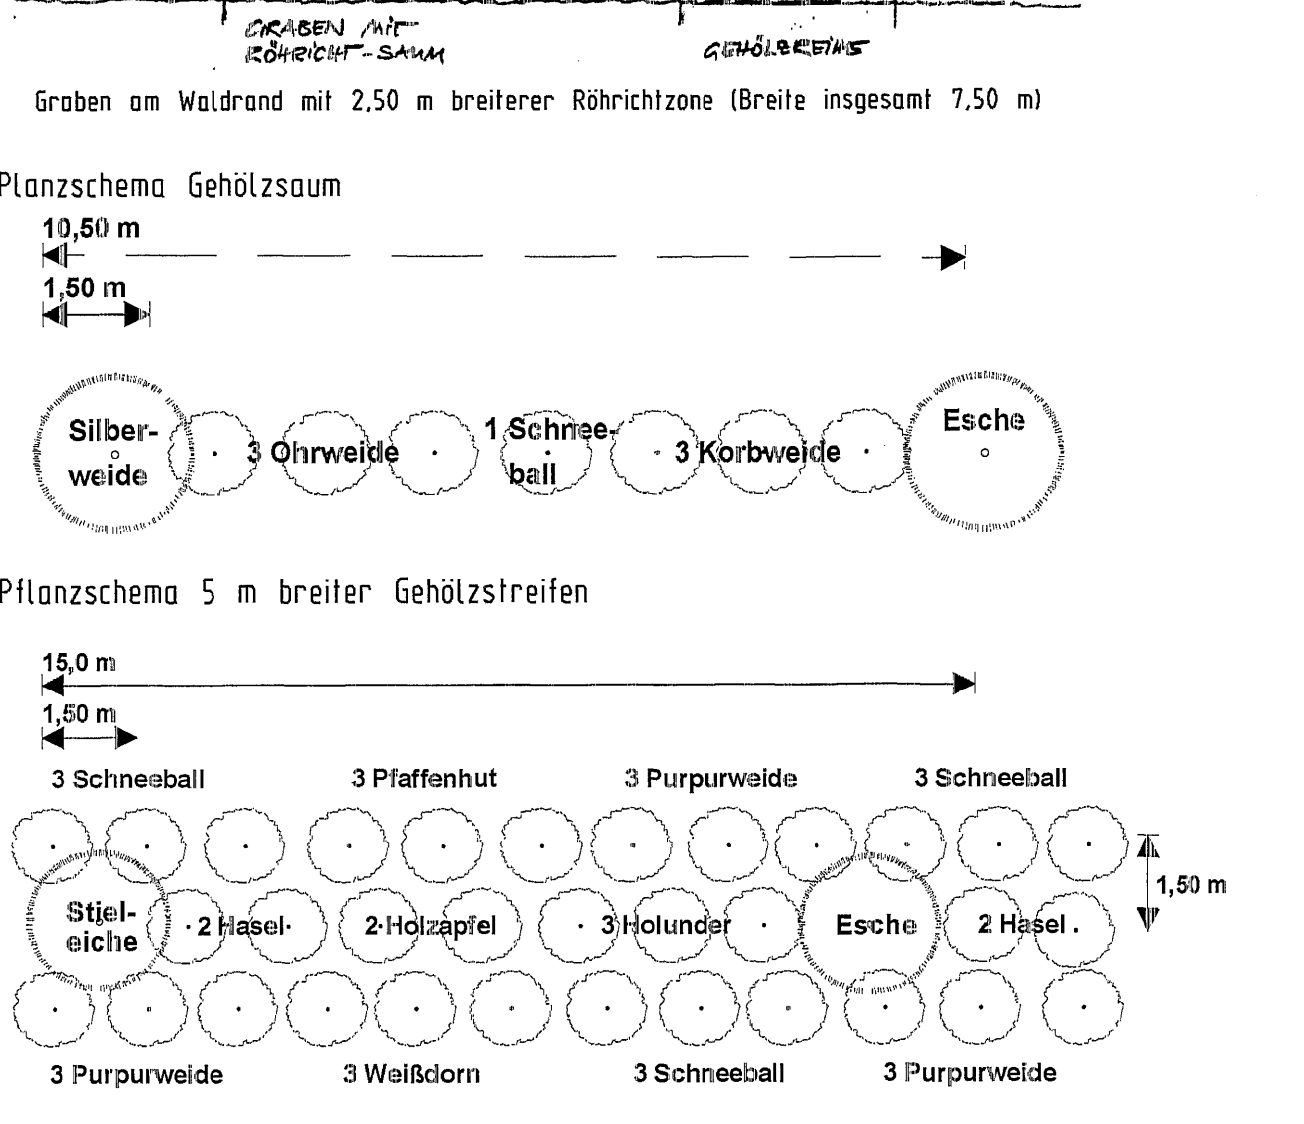 GRABEN MIT
RÖHRICHT-SAUM
GEHÖLZREIHE
Graben am Waldrand mit 2,50 m breiterer Röhrichtzone (Breite insgesamt 7,50 m)
Planzschema Gehölzsaum
10,50 m
1,50 m
Silber-
weide
3 Ohrweide
1 Schnee-
ball
3 Korbweide
Esche
Pflanzschema 5 m breiter Gehölzstreifen
15,0 m
1,50 m
3 Schneeball 3 Pfaffenhut 3 Purpurweide 3 Schneeball
1,50 m
Stiel-
eiche
2 Hasel 2 Holzapfel 3 Holunder Esche 2 Hasel
3 Purpurweide 3 Weißdorn 3 Schneeball 3 Purpurweide